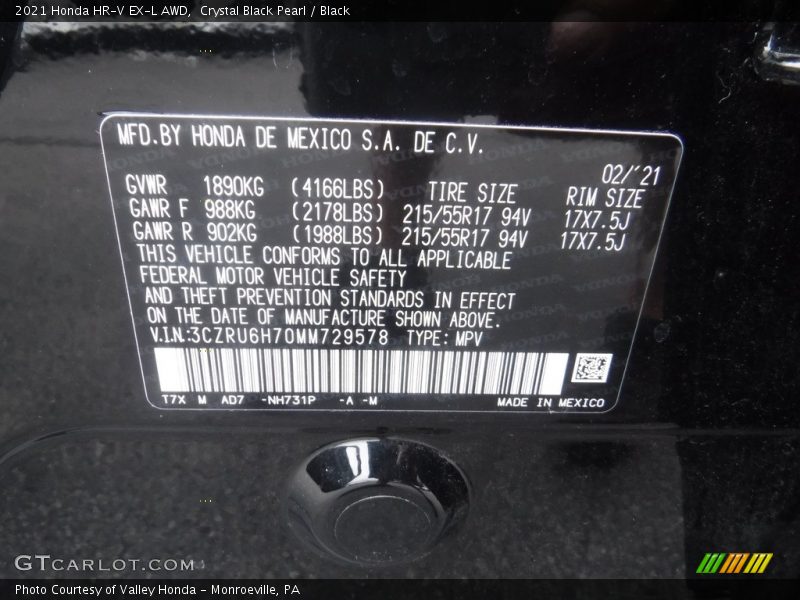 2021 Honda HR-V EX-L AWD,  Crystal Black Pearl / Black
MFD.BY HONDA DE MEXICO S.A. DE C.V.
02/'21
GVWR 1890KG (4166LBS) TIRE SIZE RIM SIZE
GAWR F 988KG (2178LBS) 215/55R17 94V 17X7.5J
GAWR R 902KG (1988LBS) 215/55R17 94V 17X7.5J
THIS VEHICLE CONFORMS TO ALL APPLICABLE
FEDERAL MOTOR VEHICLE SAFETY
AND THEFT PREVENTION STANDARDS IN EFFECT
ON THE DATE OF MANUFACTURE SHOWN ABOVE.
V.I.N:3CZRU6H70MM729578 TYPE: MPV
T7X M AD7 -NH731P -A -M MADE IN MEXICO
GTCARLOT.COM
Photo Courtesy of Valley Honda - Monroeville, PA